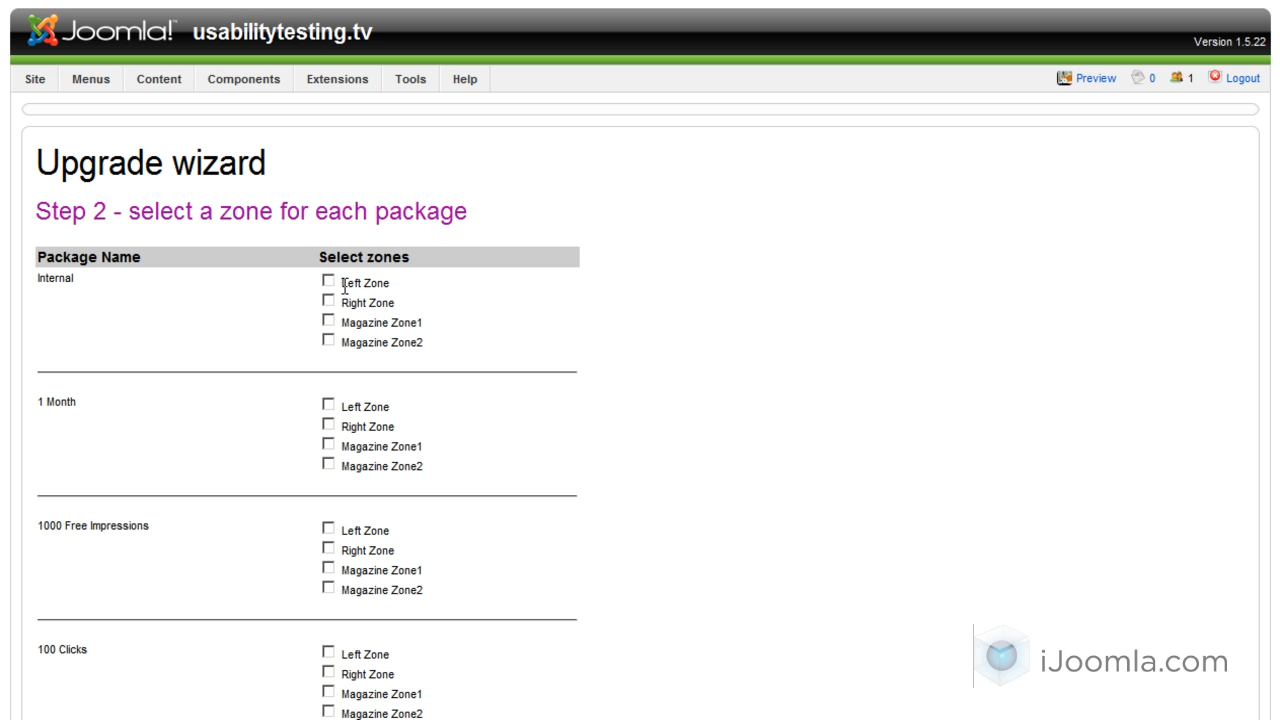 Joomla!™ usabilitytesting.tv
Version 1.5.22
Site Menus Content Components Extensions Tools Help Preview 0 1 Logout
Upgrade wizard
Step 2 - select a zone for each package
Package Name Select zones
Internal Left Zone
Right Zone
Magazine Zone1
Magazine Zone2
1 Month Left Zone
Right Zone
Magazine Zone1
Magazine Zone2
1000 Free Impressions Left Zone
Right Zone
Magazine Zone1
Magazine Zone2
100 Clicks Left Zone
Right Zone
Magazine Zone1
Magazine Zone2
iJoomla.com